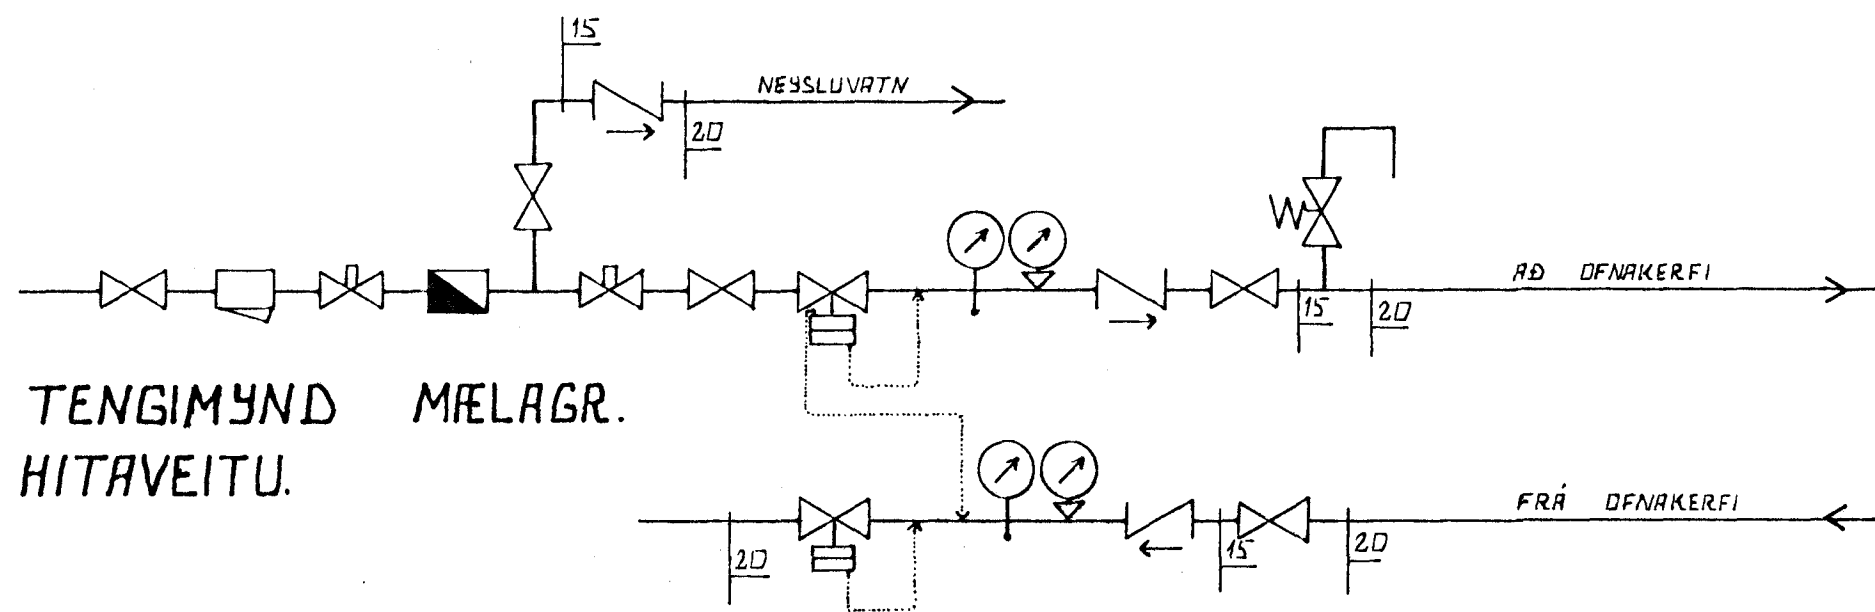 15
NEYSLUVATN
20
AÐ OFNAKERFI
15
20
TENGIMYND MÆLAGR.
HITAVEITU.
FRÁ OFNAKERFI
20
15
20